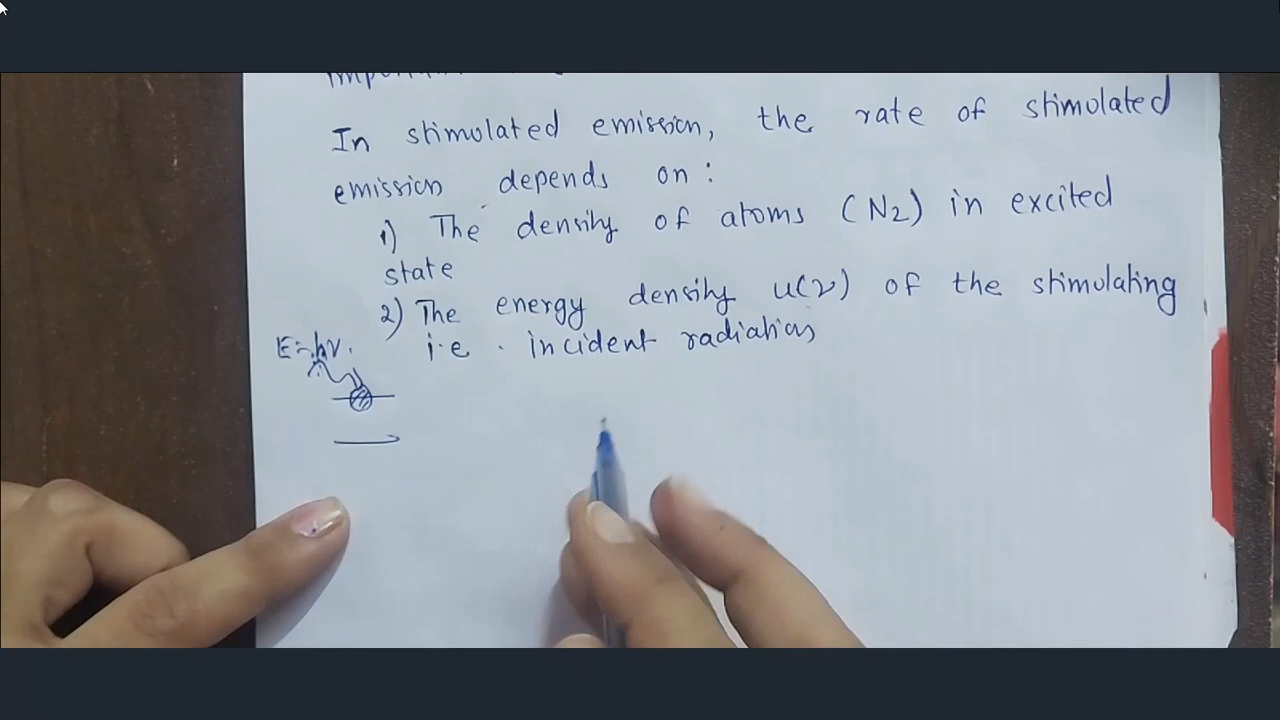 In stimulated emission, the rate of stimulated
emission depends on:
1) The density of atoms (N2) in excited
state
2) The energy density u(ν) of the stimulating
i.e. incident radiation
E=hν.